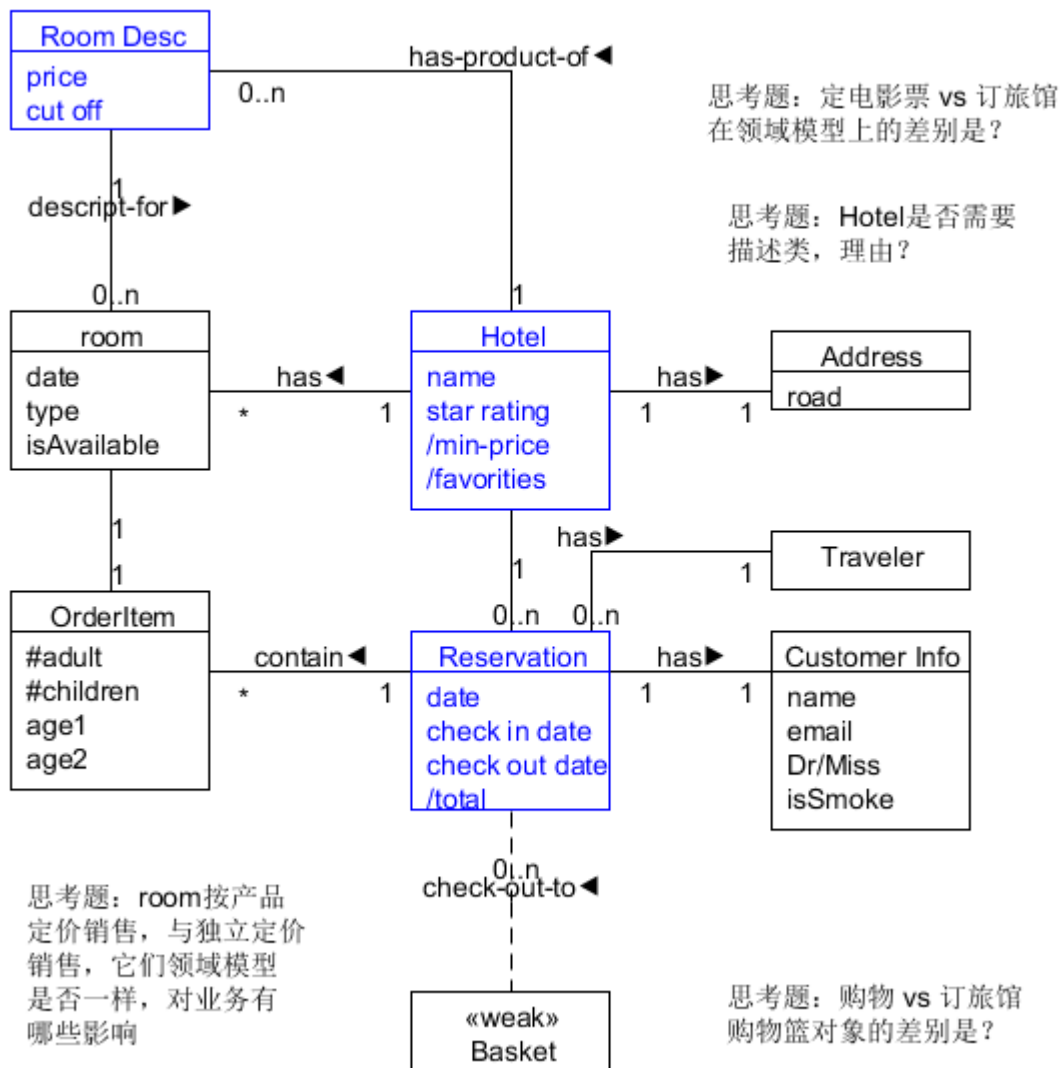 Room Desc
price
cut off
has-product-of◀
0..n
思考题：定电影票 vs 订旅馆
在领域模型上的差别是？
1
descript-for▶
思考题：Hotel是否需要
描述类，理由？
0..n
1
room
date
type
isAvailable
has◀
*
1
Hotel
name
star rating
/min-price
/favorities
has▶
1
1
Address
road
1
1
1
0..n
has▶
0..n
1
Traveler
OrderItem
#adult
#children
age1
age2
contain◀
*
1
Reservation
date
check in date
check out date
/total
has▶
1
1
Customer Info
name
email
Dr/Miss
isSmoke
0..n
check-out-to◀
思考题：room按产品
定价销售，与独立定价
销售，它们领域模型
是否一样，对业务有
哪些影响
«weak»
Basket
思考题：购物 vs 订旅馆
购物篮对象的差别是？